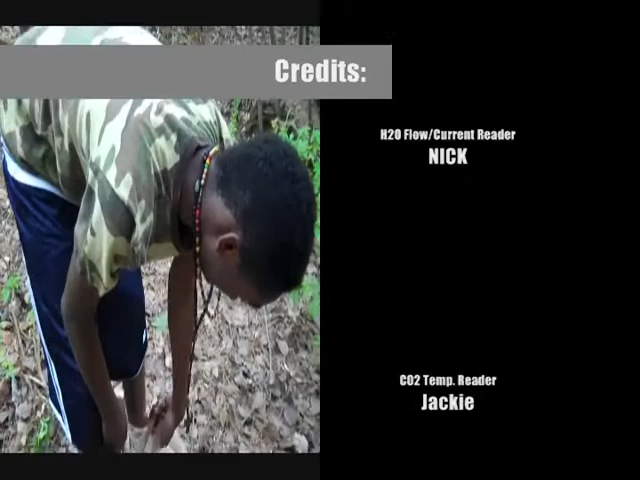 Credits:
H2O Flow/Current Reader
NICK
CO2 Temp. Reader
Jackie